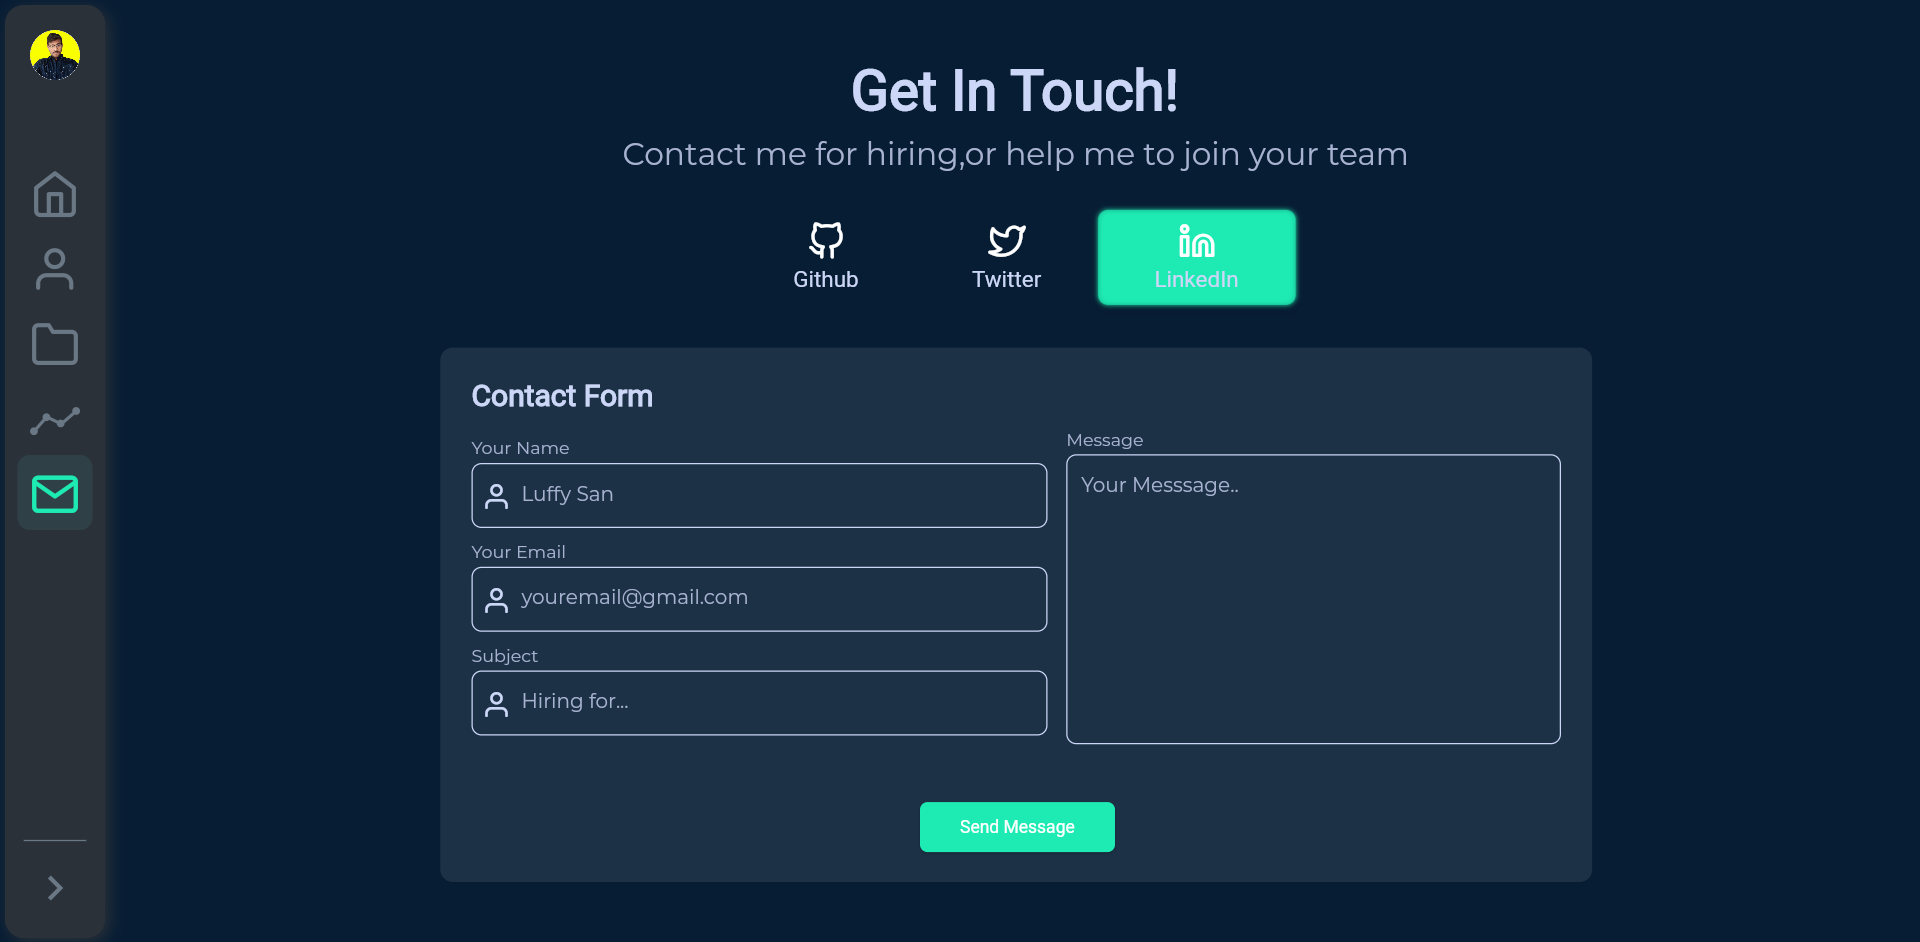 Get In Touch!
Contact me for hiring,or help me to join your team
Github
Twitter
LinkedIn
Contact Form
Your Name
Luffy San
Your Email
youremail@gmail.com
Subject
Hiring for...
Message
Your Messsage..
Send Message